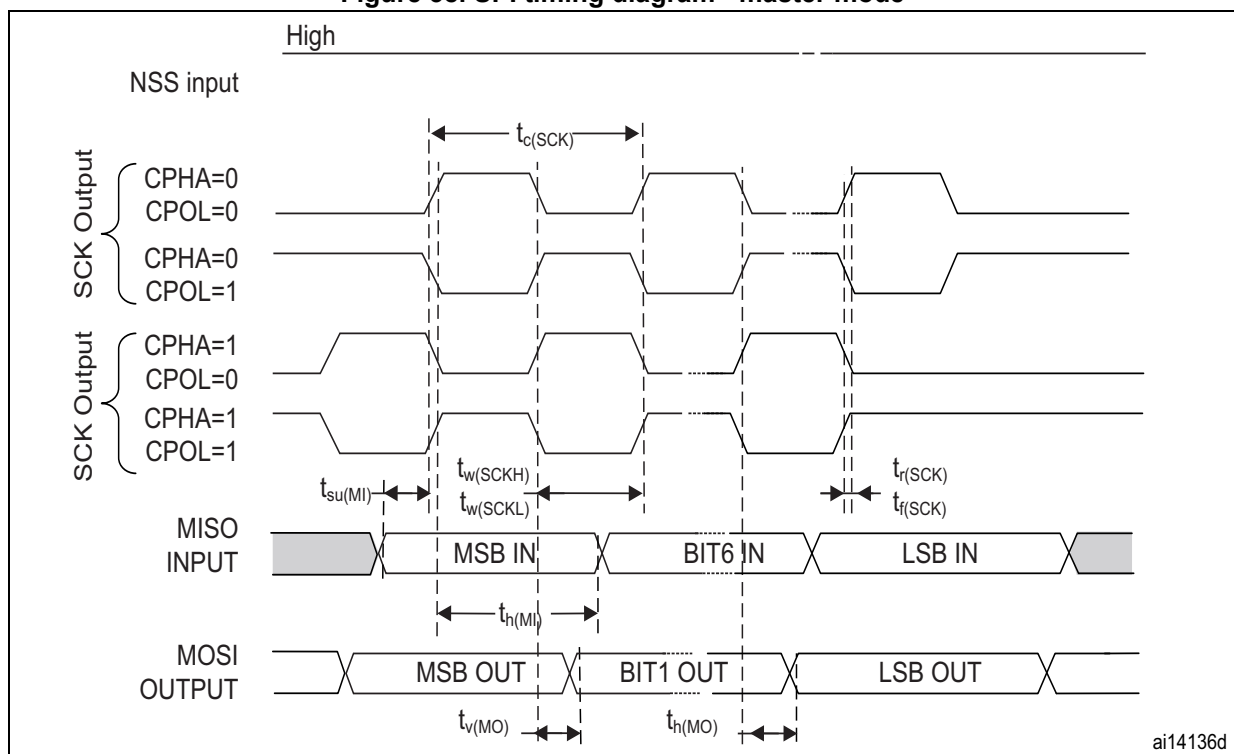 High
NSS input
tc(SCK)
SCK Output
CPHA=0
CPOL=0
CPHA=0
CPOL=1
SCK Output
CPHA=1
CPOL=0
CPHA=1
CPOL=1
tsu(MI)
tw(SCKH)
tw(SCKL)
tr(SCK)
tf(SCK)
MISO
INPUT
MSB IN
BIT6 IN
LSB IN
th(MI)
MOSI
OUTPUT
MSB OUT
BIT1 OUT
LSB OUT
tv(MO)
th(MO)
ai14136d